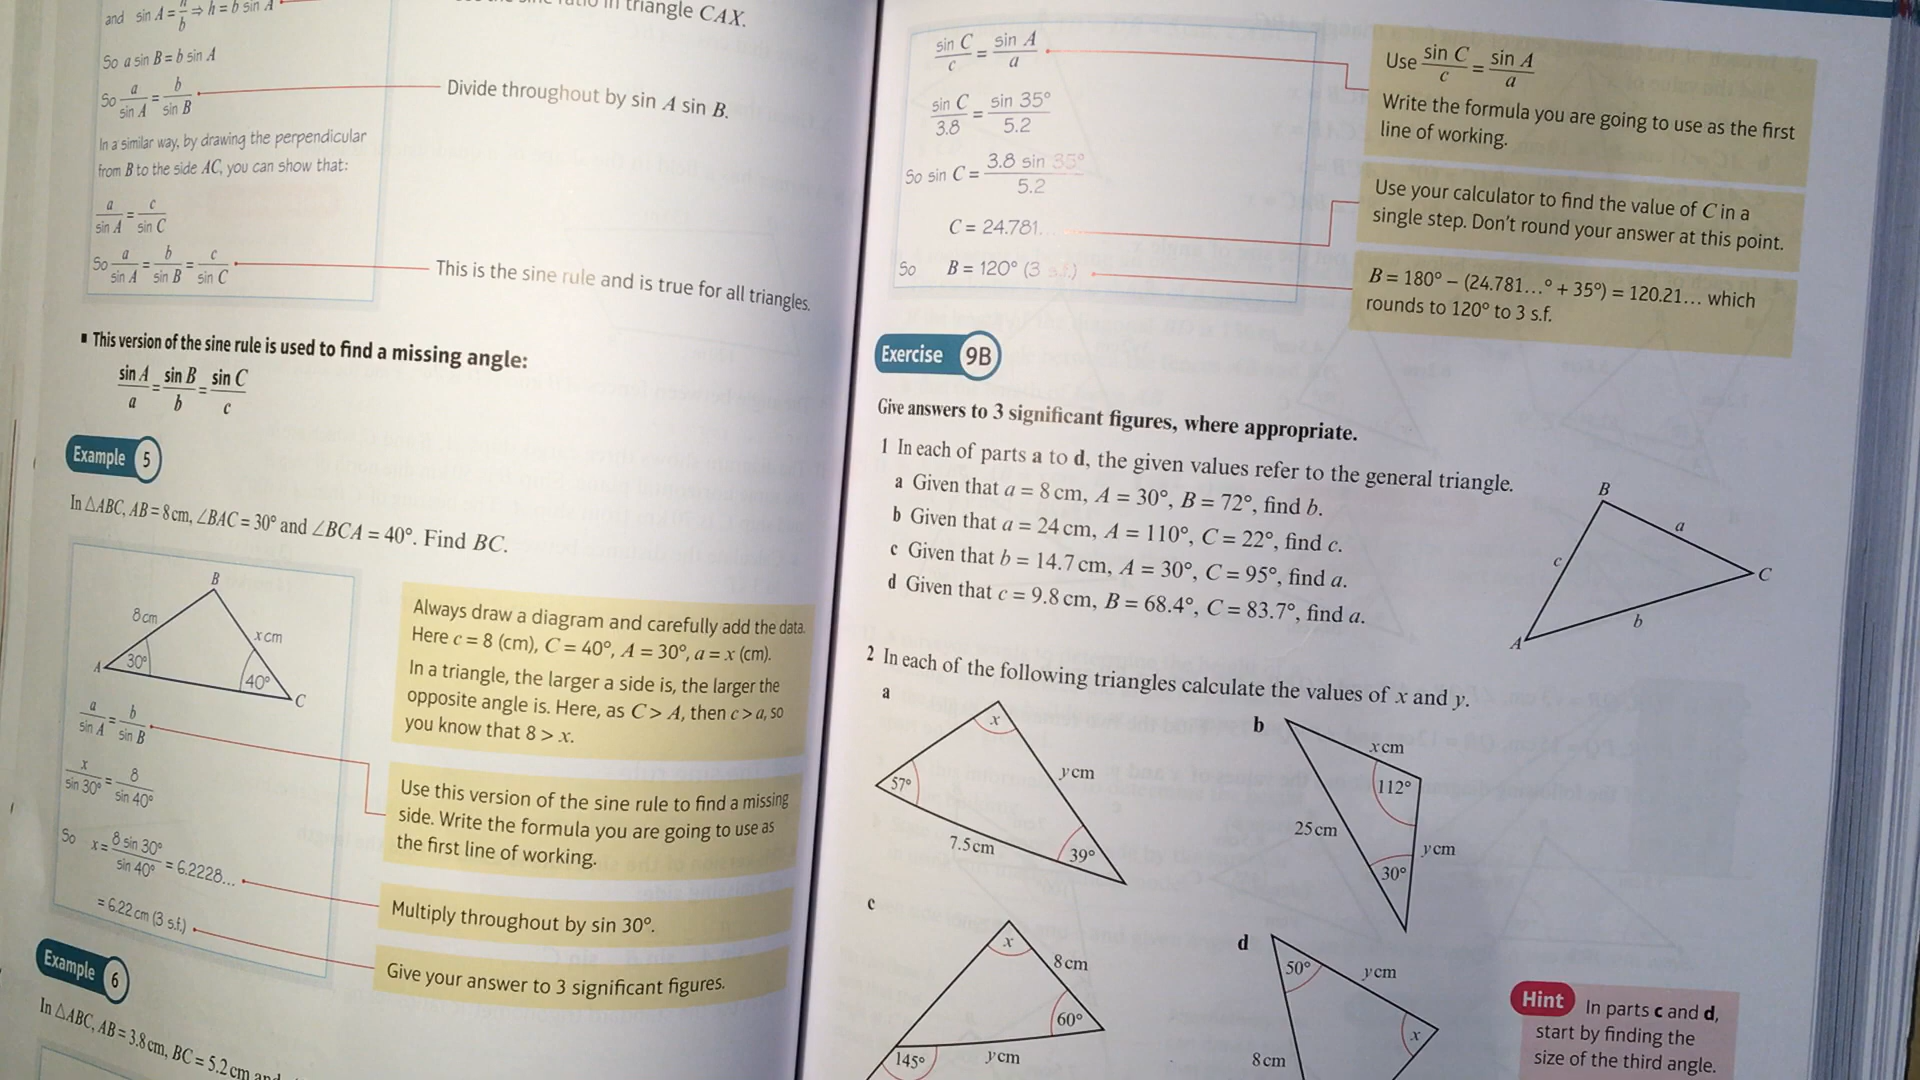 and sin A = h/b ⇒ h = b sin A
triangle CAX.
So a sin B = b sin A
So a/sin A = b/sin B
Divide throughout by sin A sin B.
In a similar way, by drawing the perpendicular
from B to the side AC, you can show that:
a/sin A = c/sin C
So a/sin A = b/sin B = c/sin C
This is the sine rule and is true for all triangles.
▪ This version of the sine rule is used to find a missing angle:
sin A/a = sin B/b = sin C/c
Example 5
In △ABC, AB = 8 cm, ∠BAC = 30° and ∠BCA = 40°. Find BC.
B
8 cm
x cm
A
30°
40°
C
Always draw a diagram and carefully add the data.
Here c = 8 (cm), C = 40°, A = 30°, a = x (cm).
In a triangle, the larger a side is, the larger the
opposite angle is. Here, as C > A, then c > a, so
you know that 8 > x.
a/sin A = b/sin B
x/sin 30° = 8/sin 40°
Use this version of the sine rule to find a missing
side. Write the formula you are going to use as
the first line of working.
So x = 8 sin 30°/sin 40° = 6.2228...
Multiply throughout by sin 30°.
= 6.22 cm (3 s.f.)
Give your answer to 3 significant figures.
Example 6
In △ABC, AB = 3.8 cm, BC = 5.2 cm and
sin C/c = sin A/a
Use sin C/c = sin A/a
Write the formula you are going to use as the first
line of working.
sin C/3.8 = sin 35°/5.2
So sin C = 3.8 sin 35°/5.2
C = 24.781...
Use your calculator to find the value of C in a
single step. Don't round your answer at this point.
So B = 120° (3 s.f.)
B = 180° − (24.781...° + 35°) = 120.21... which
rounds to 120° to 3 s.f.
Exercise 9B
Give answers to 3 significant figures, where appropriate.
1 In each of parts a to d, the given values refer to the general triangle.
a Given that a = 8 cm, A = 30°, B = 72°, find b.
b Given that a = 24 cm, A = 110°, C = 22°, find c.
c Given that b = 14.7 cm, A = 30°, C = 95°, find a.
d Given that c = 9.8 cm, B = 68.4°, C = 83.7°, find a.
B
a
c
C
b
A
2 In each of the following triangles calculate the values of x and y.
a
x
57°
y cm
7.5 cm
39°
b
x cm
112°
25 cm
y cm
30°
c
x
8 cm
60°
145°
y cm
d
50°
y cm
x
8 cm
Hint In parts c and d,
start by finding the
size of the third angle.